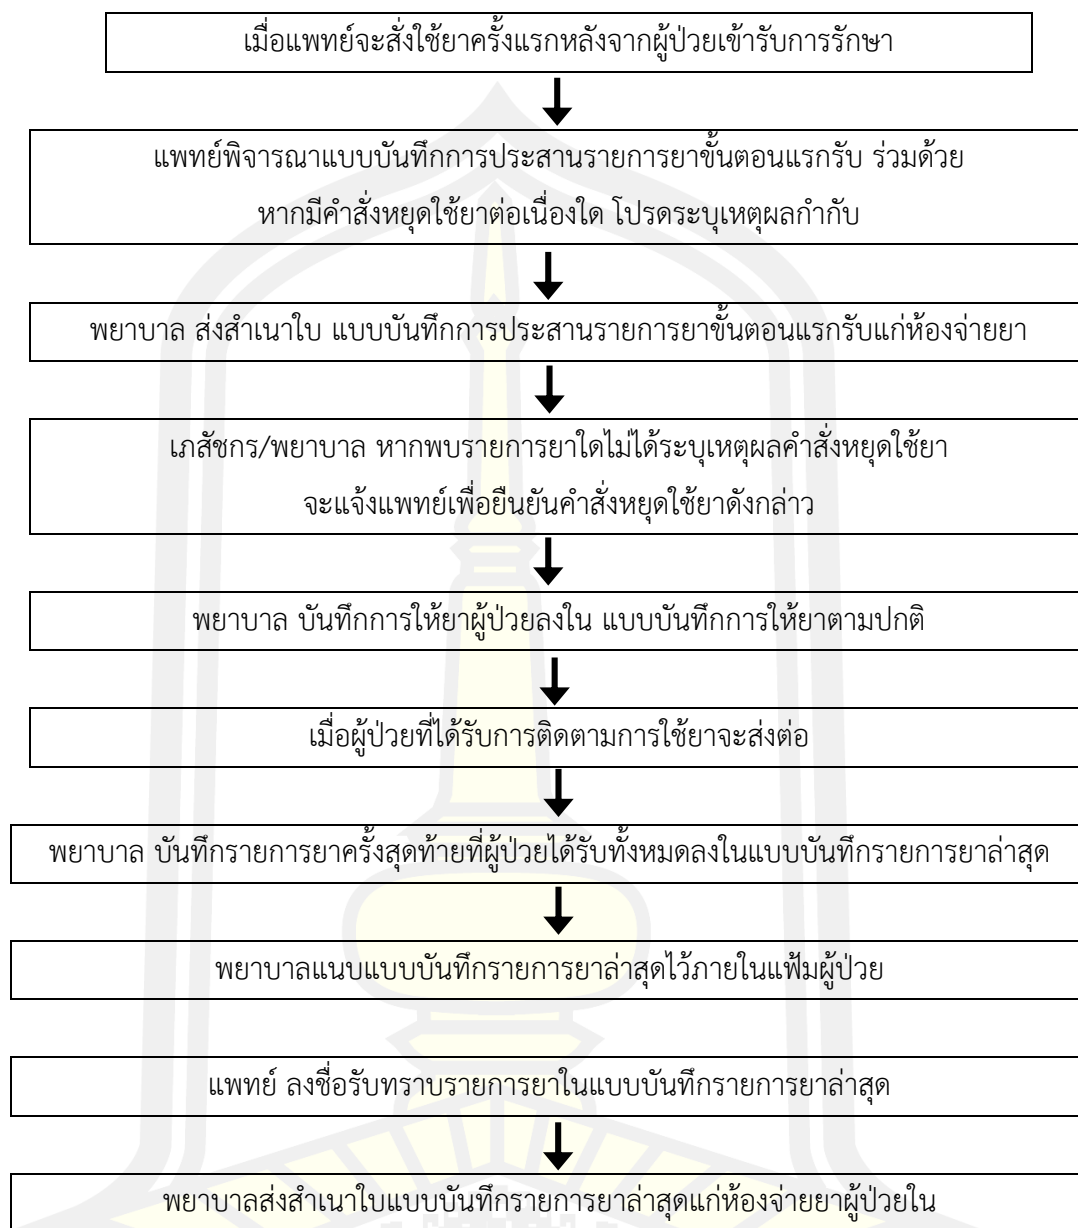 เมื่อแพทย์จะสั่งใช้ยาครั้งแรกหลังจากผู้ป่วยเข้ารับการรักษา
แพทย์พิจารณาแบบบันทึกการประสานรายการยาขั้นตอนแรกรับ ร่วมด้วย
หากมีคำสั่งหยุดใช้ยาต่อเนื่องใด โปรดระบุเหตุผลกำกับ
พยาบาล ส่งสำเนาใบ แบบบันทึกการประสานรายการยาขั้นตอนแรกรับแก่ห้องจ่ายยา
เภสัชกร/พยาบาล หากพบรายการยาใดไม่ได้ระบุเหตุผลคำสั่งหยุดใช้ยา
จะแจ้งแพทย์เพื่อยืนยันคำสั่งหยุดใช้ยาดังกล่าว
พยาบาล บันทึกการให้ยาผู้ป่วยลงใน แบบบันทึกการให้ยาตามปกติ
เมื่อผู้ป่วยที่ได้รับการติดตามการใช้ยาจะส่งต่อ
พยาบาล บันทึกรายการยาครั้งสุดท้ายที่ผู้ป่วยได้รับทั้งหมดลงในแบบบันทึกรายการยาล่าสุด
พยาบาลแนบแบบบันทึกรายการยาล่าสุดไว้ภายในแฟ้มผู้ป่วย
แพทย์ ลงชื่อรับทราบรายการยาในแบบบันทึกรายการยาล่าสุด
พยาบาลส่งสำเนาใบแบบบันทึกรายการยาล่าสุดแก่ห้องจ่ายยาผู้ป่วยใน